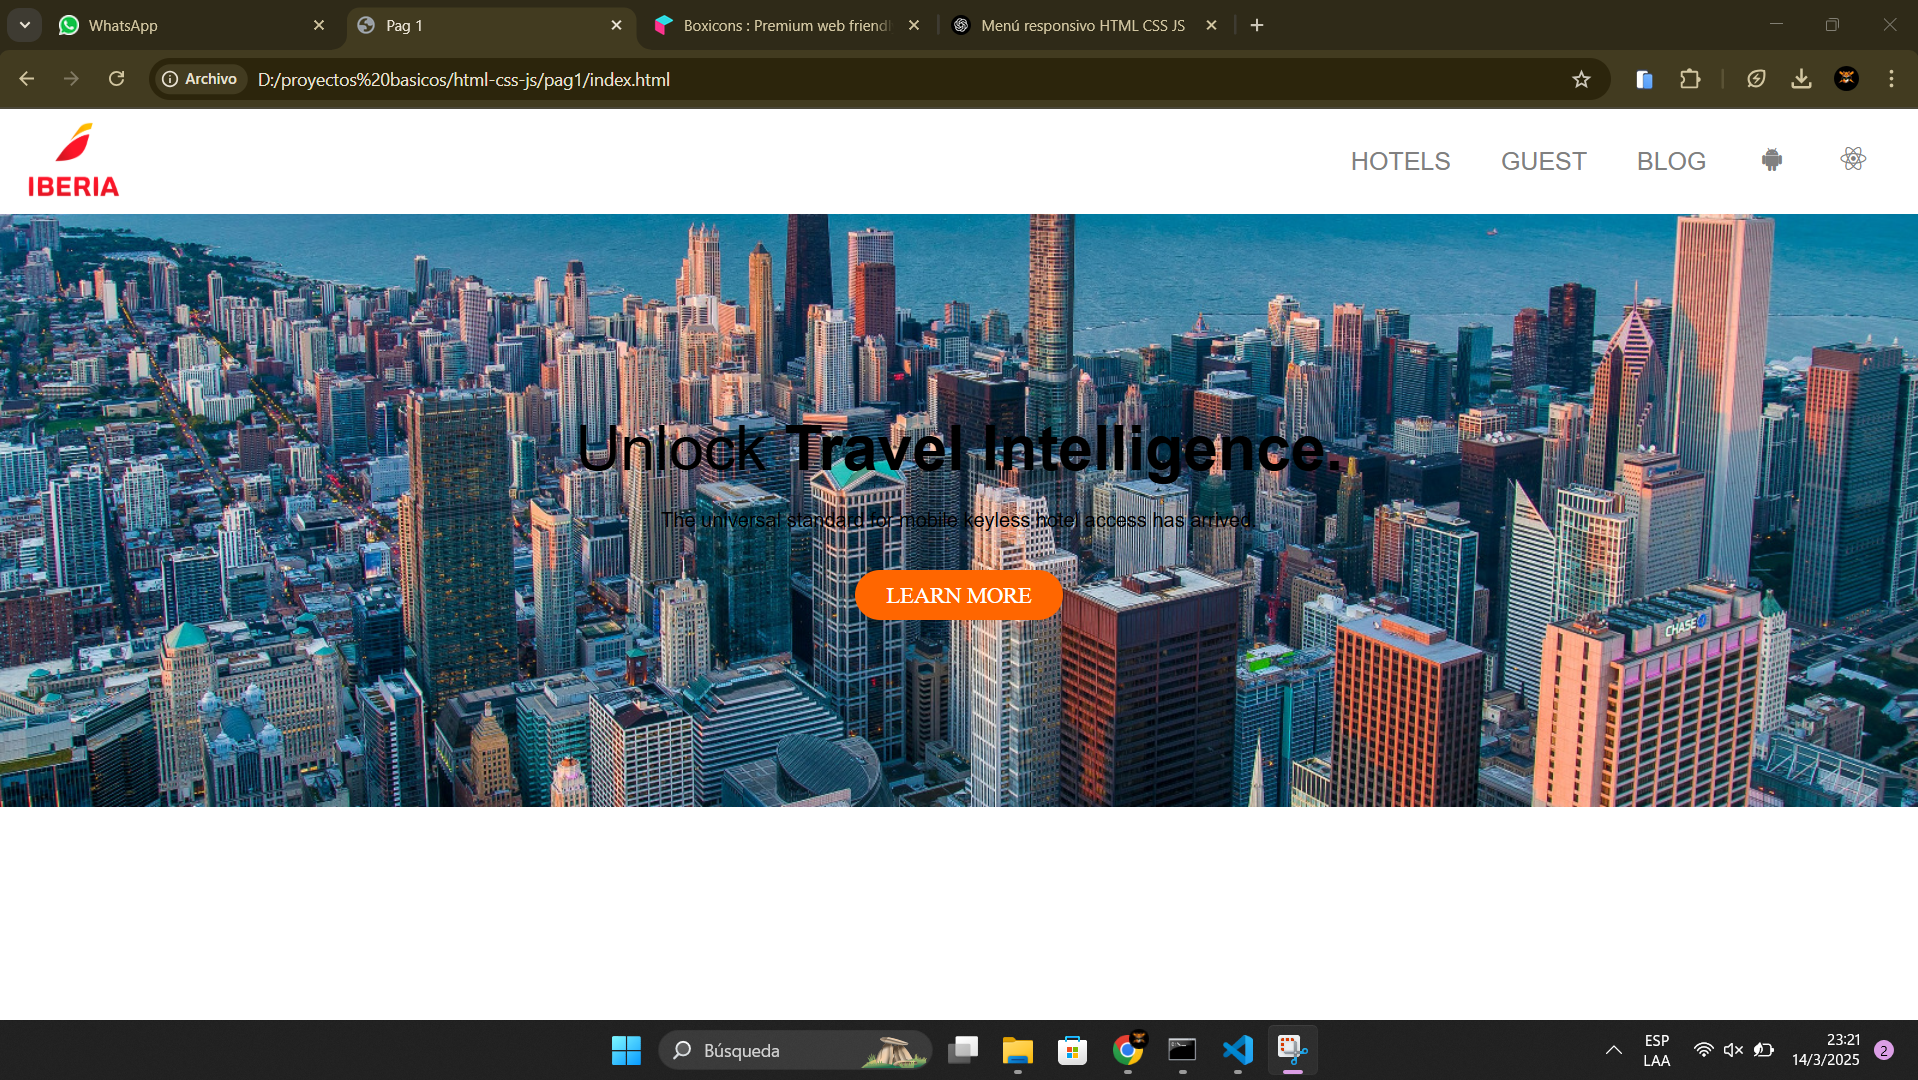 WhatsApp
Pag 1
Boxicons : Premium web friendl
Menú responsivo HTML CSS JS
Archivo
D:/proyectos%20basicos/html-css-js/pag1/index.html
IBERIA
HOTELS GUEST BLOG
Unlock Travel Intelligence.
The universal standard for mobile keyless hotel access has arrived.
LEARN MORE
CHASE
Búsqueda
ESP
LAA
23:21
14/3/2025
2